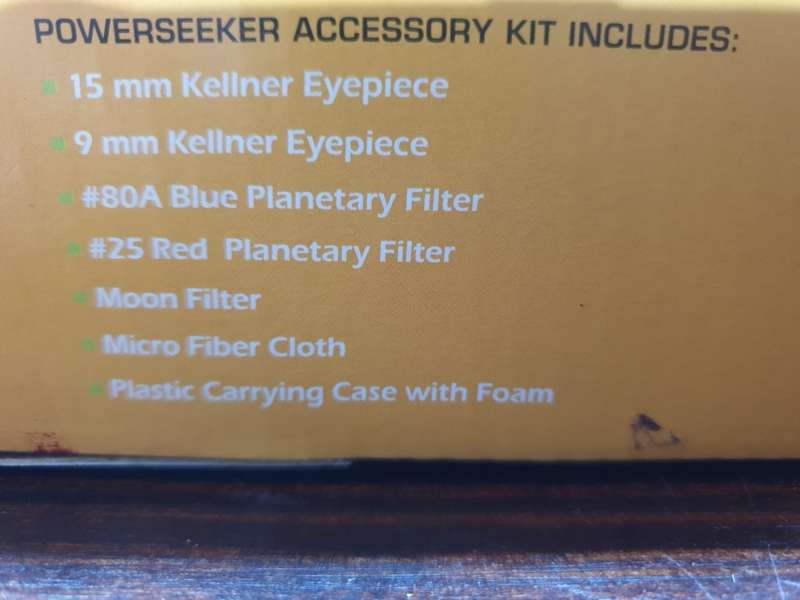 POWERSEEKER ACCESSORY KIT INCLUDES:
15 mm Kellner Eyepiece
9 mm Kellner Eyepiece
#80A Blue Planetary Filter
#25 Red Planetary Filter
Moon Filter
Micro Fiber Cloth
Plastic Carrying Case with Foam